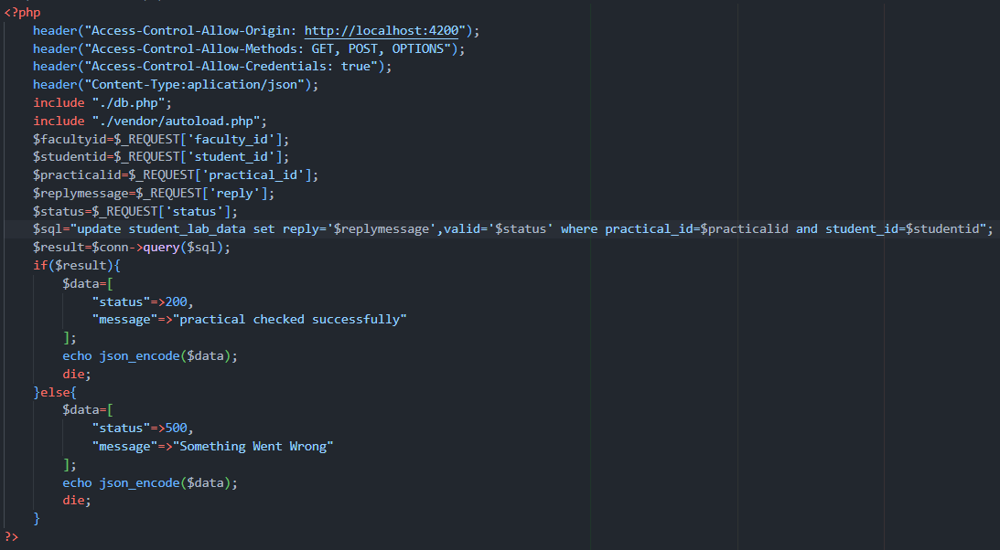 <?php
header("Access-Control-Allow-Origin: http://localhost:4200");
header("Access-Control-Allow-Methods: GET, POST, OPTIONS");
header("Access-Control-Allow-Credentials: true");
header("Content-Type:aplication/json");
include "./db.php";
include "./vendor/autoload.php";
$facultyid=$_REQUEST['faculty_id'];
$studentid=$_REQUEST['student_id'];
$practicalid=$_REQUEST['practical_id'];
$replymessage=$_REQUEST['reply'];
$status=$_REQUEST['status'];
$sql="update student_lab_data set reply='$replymessage',valid='$status' where practical_id=$practicalid and student_id=$studentid";
$result=$conn->query($sql);
if($result){
$data=[
"status"=>200,
"message"=>"practical checked successfully"
];
echo json_encode($data);
die;
}else{
$data=[
"status"=>500,
"message"=>"Something Went Wrong"
];
echo json_encode($data);
die;
}
?>